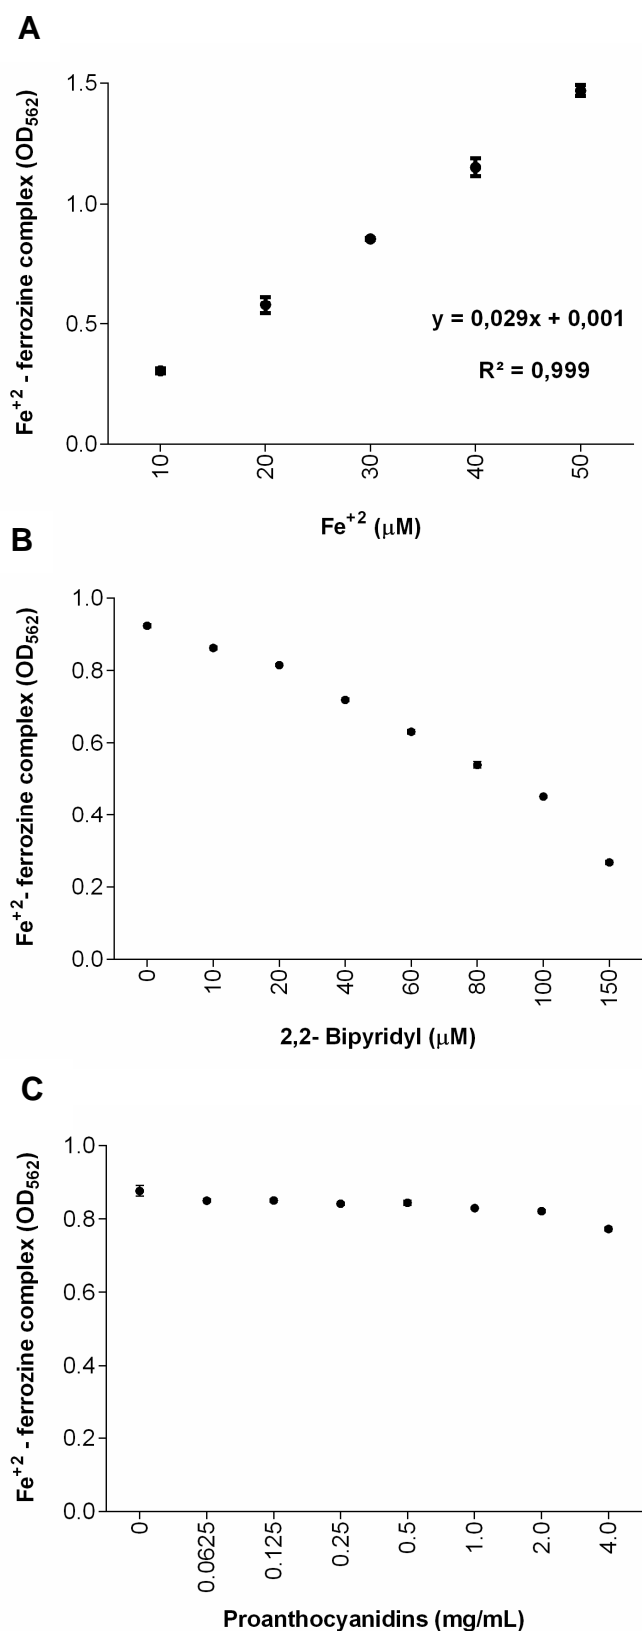 A
Fe+2 - ferrozine complex (OD562)
1.5
1.0
0.5
0.0
y = 0,029x + 0,001
R² = 0,999
10 20 30 40 50
Fe+2 (μM)
B
Fe+2- ferrozine complex (OD562)
1.0
0.8
0.6
0.4
0.2
0.0
0 10 20 40 60 80 100 150
2,2- Bipyridyl (μM)
C
Fe+2 - ferrozine complex (OD562)
1.0
0.8
0.6
0.4
0.2
0.0
0 0.0625 0.125 0.25 0.5 1.0 2.0 4.0
Proanthocyanidins (mg/mL)